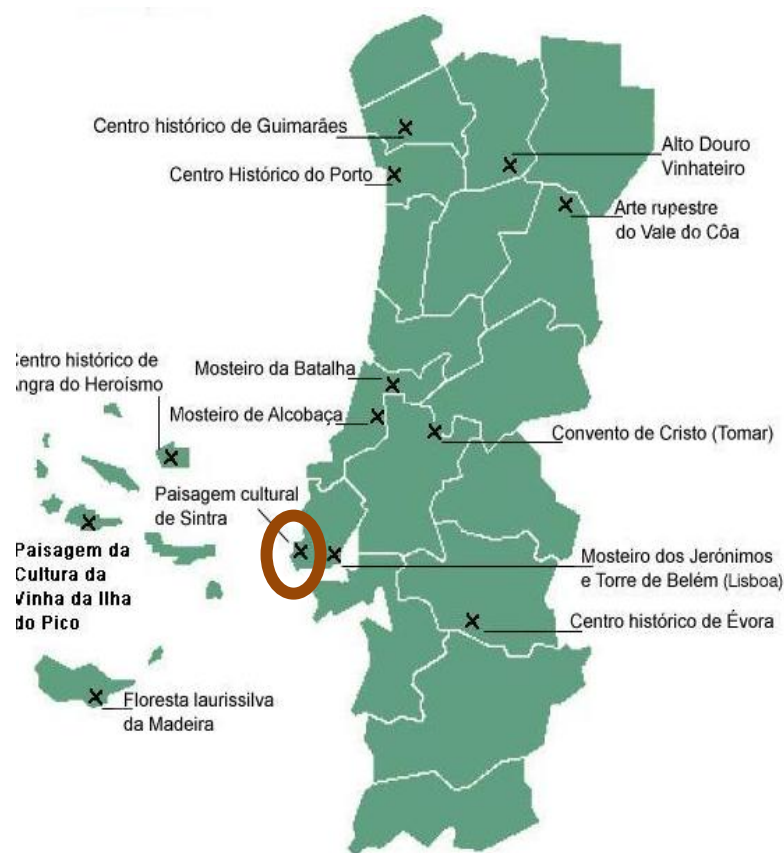 Centro histórico de Guimarães
Alto Douro
Vinhateiro
Centro Histórico do Porto
Arte rupestre
do Vale do Côa
entro histórico de
ngra do Heroísmo
Mosteiro da Batalha
Mosteiro de Alcobaça
Convento de Cristo (Tomar)
Paisagem cultural
de Sintra
Paisagem da
Cultura da
Vinha da Ilha
do Pico
Mosteiro dos Jerónimos
e Torre de Belém (Lisboa)
Centro histórico de Évora
Floresta laurissilva
da Madeira